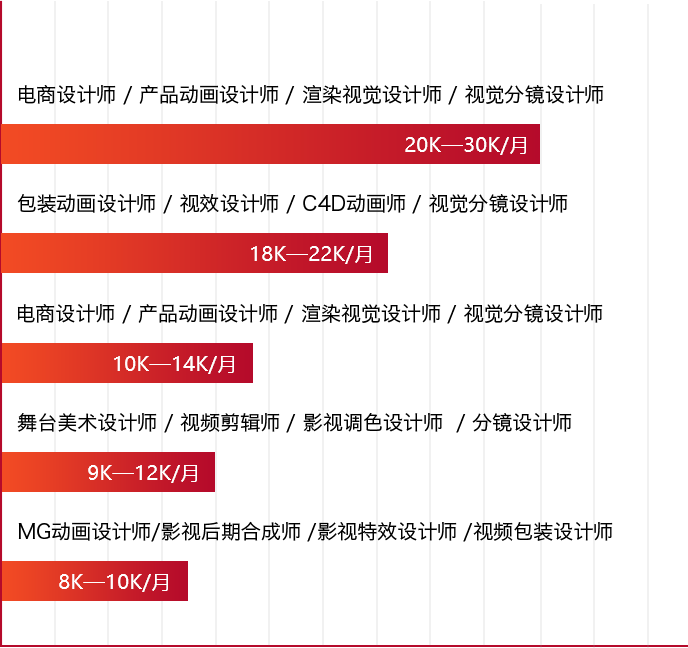 电商设计师 / 产品动画设计师 / 渲染视觉设计师 / 视觉分镜设计师
20K—30K/月
包装动画设计师 / 视效设计师 / C4D动画师 / 视觉分镜设计师
18K—22K/月
电商设计师 / 产品动画设计师 / 渲染视觉设计师 / 视觉分镜设计师
10K—14K/月
舞台美术设计师 / 视频剪辑师 / 影视调色设计师 / 分镜设计师
9K—12K/月
MG动画设计师/影视后期合成师 /影视特效设计师 /视频包装设计师
8K—10K/月